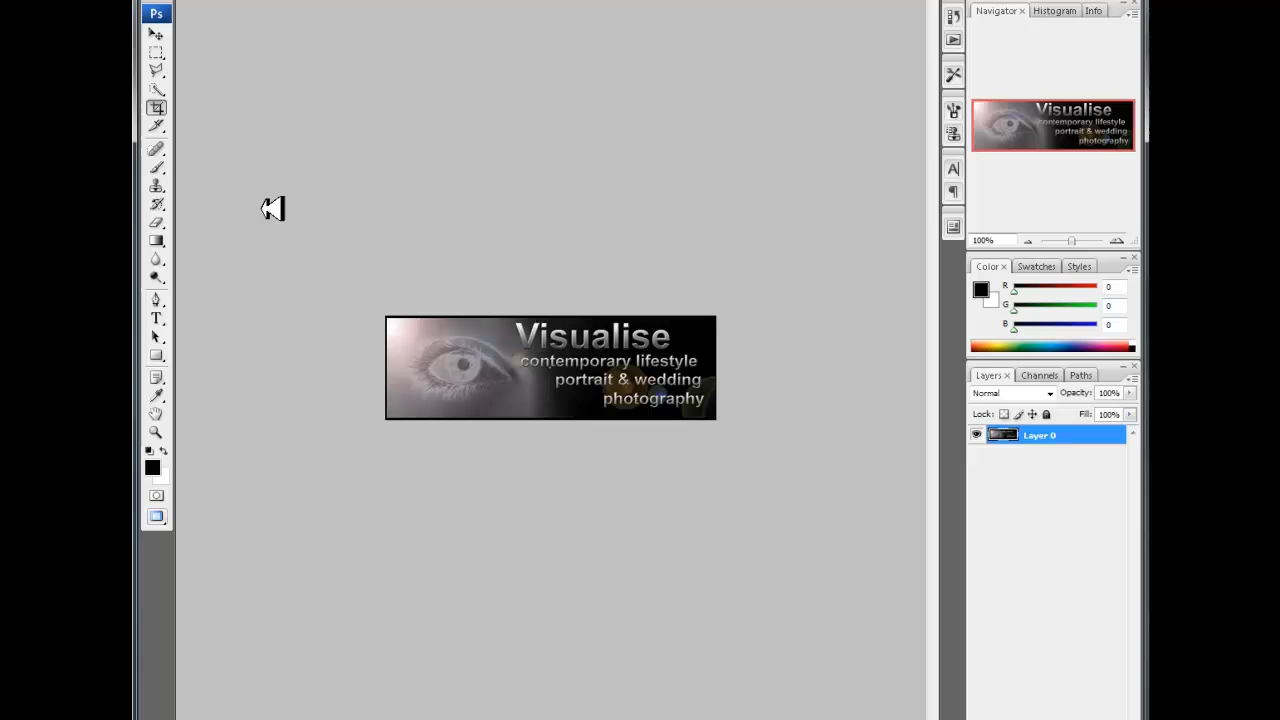 Ps
Navigator × Histogram Info
Visualise
contemporary lifestyle
portrait & wedding
photography
100%
Color × Swatches Styles
R 0
G 0
B 0
Visualise
contemporary lifestyle
portrait & wedding
photography
Layers × Channels Paths
Normal Opacity: 100%
Lock: Fill: 100%
Layer 0